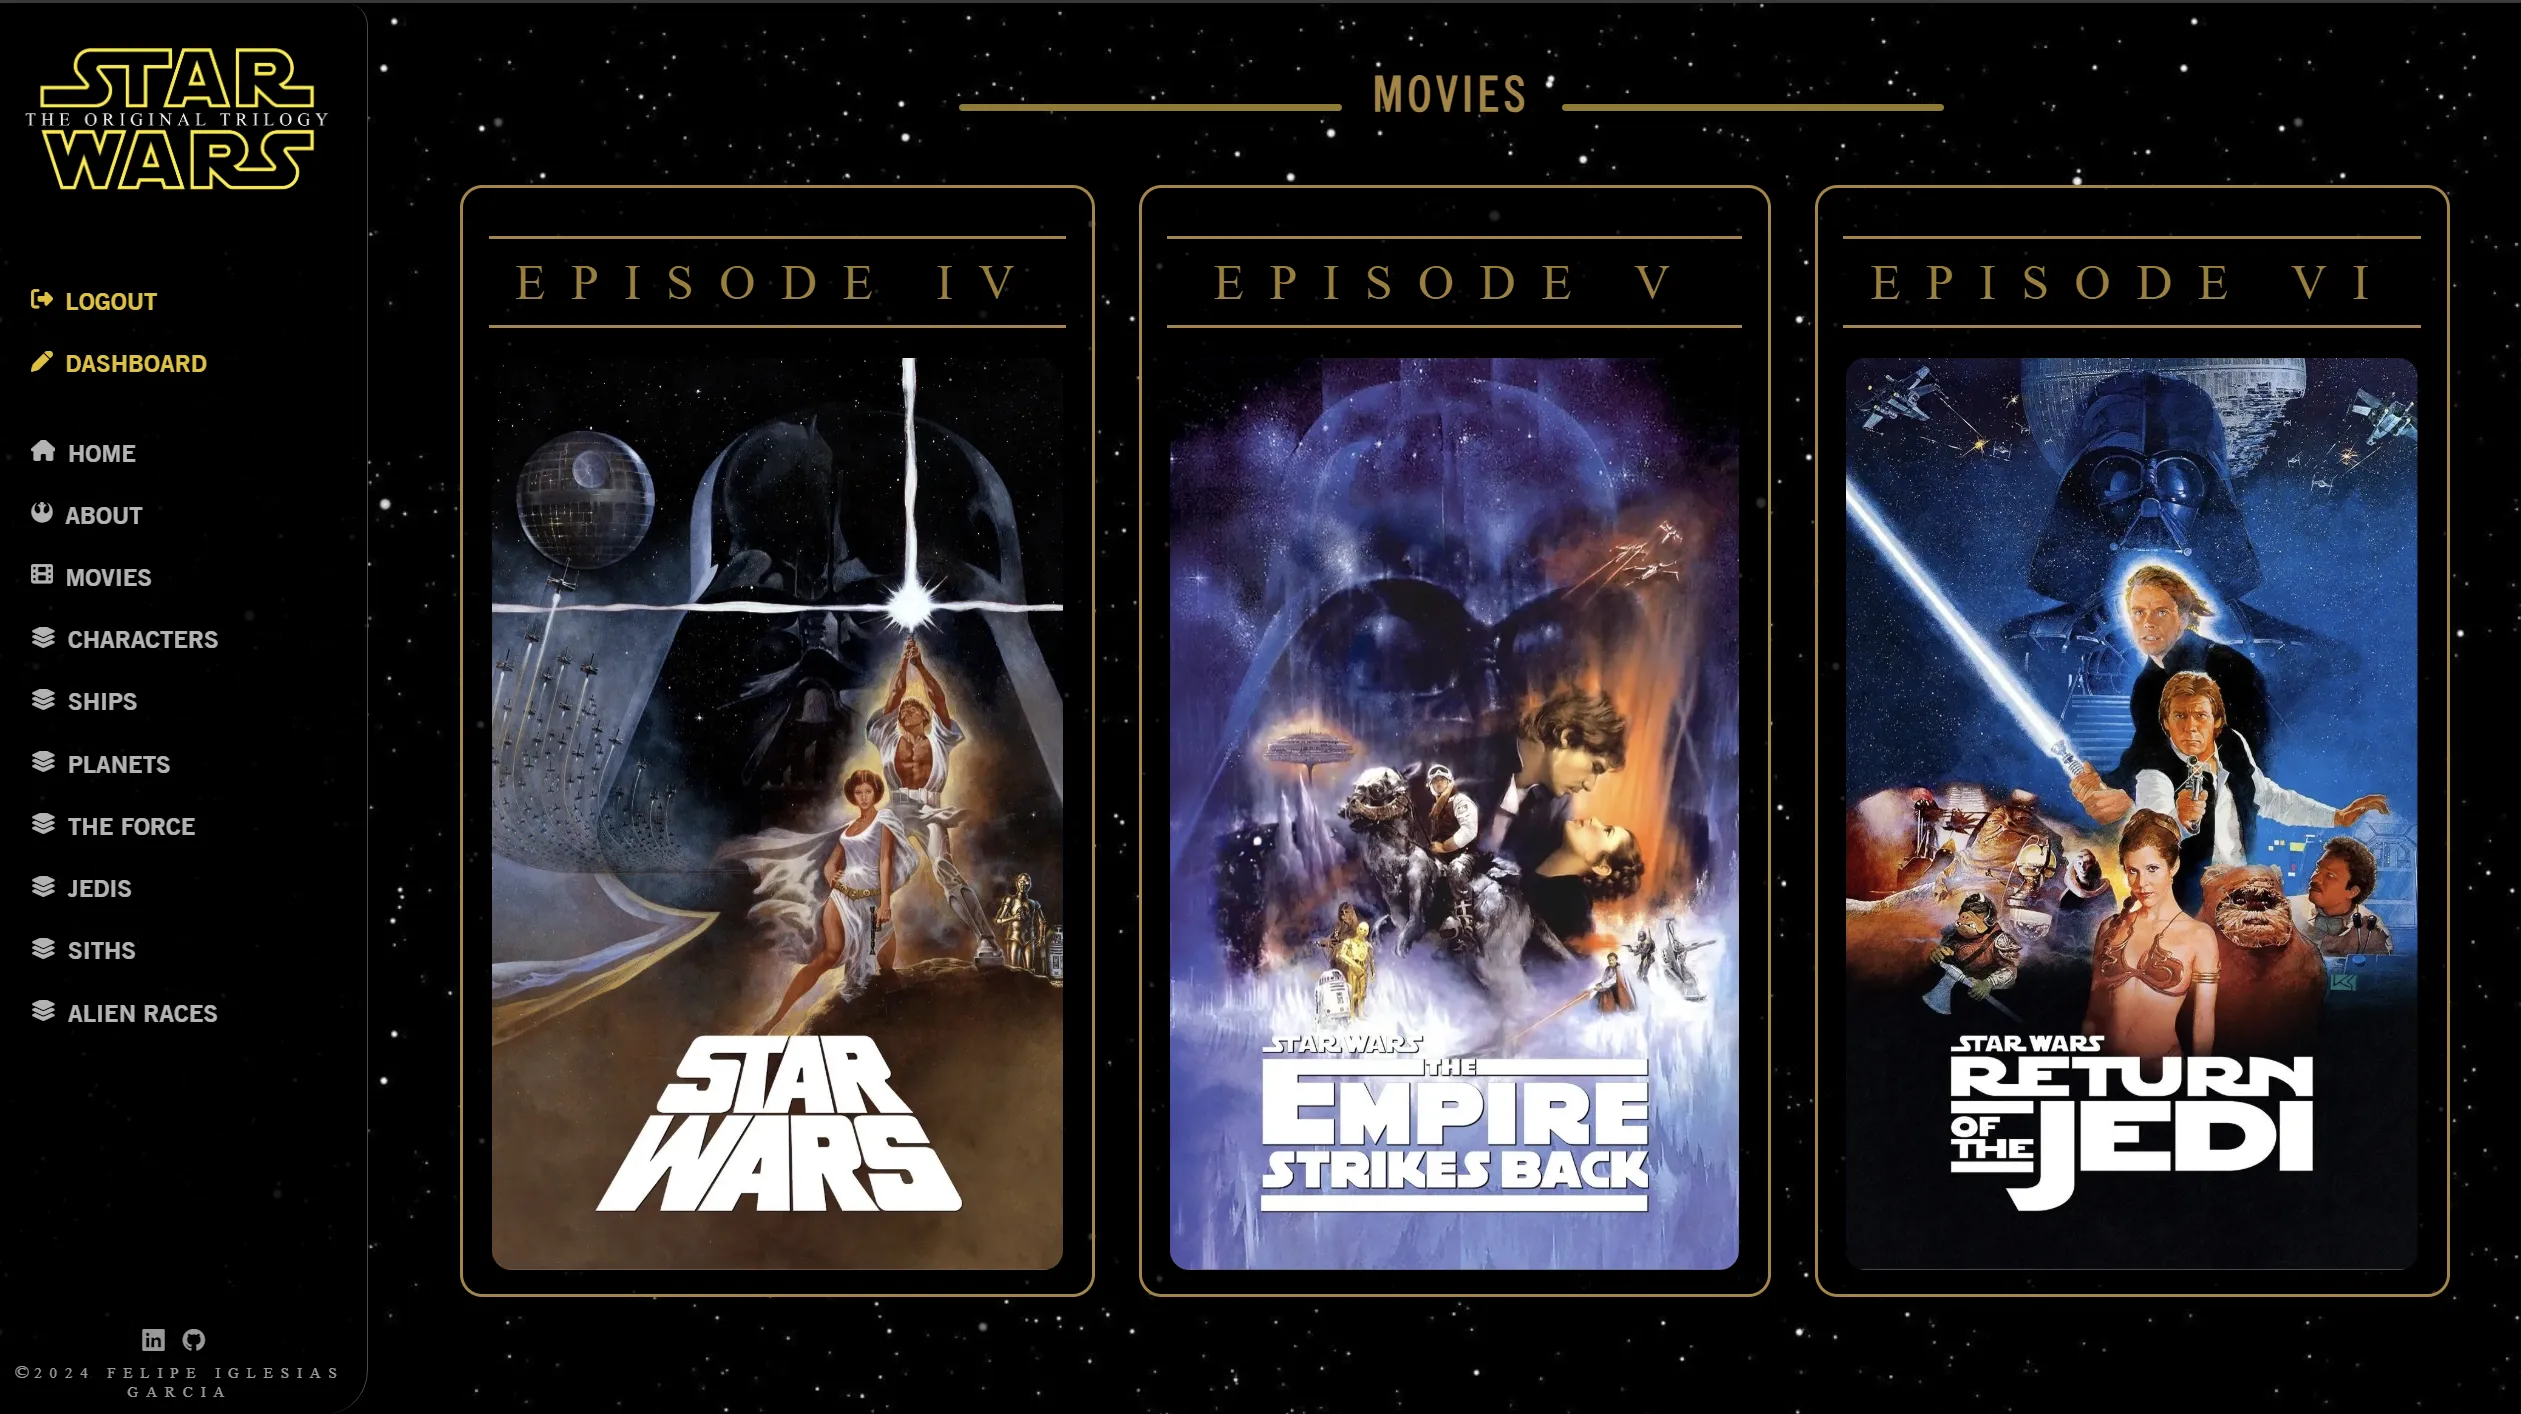 STAR
THE ORIGINAL TRILOGY
WARS
LOGOUT
DASHBOARD
HOME
ABOUT
MOVIES
CHARACTERS
SHIPS
PLANETS
THE FORCE
JEDIS
SITHS
ALIEN RACES
©2024 FELIPE IGLESIAS
GARCIA
MOVIES
EPISODE IV
STAR
WARS
EPISODE V
STAR WARS
THE
EMPIRE
STRIKES BACK
EPISODE VI
STAR WARS
RETURN
OF
THE JEDI